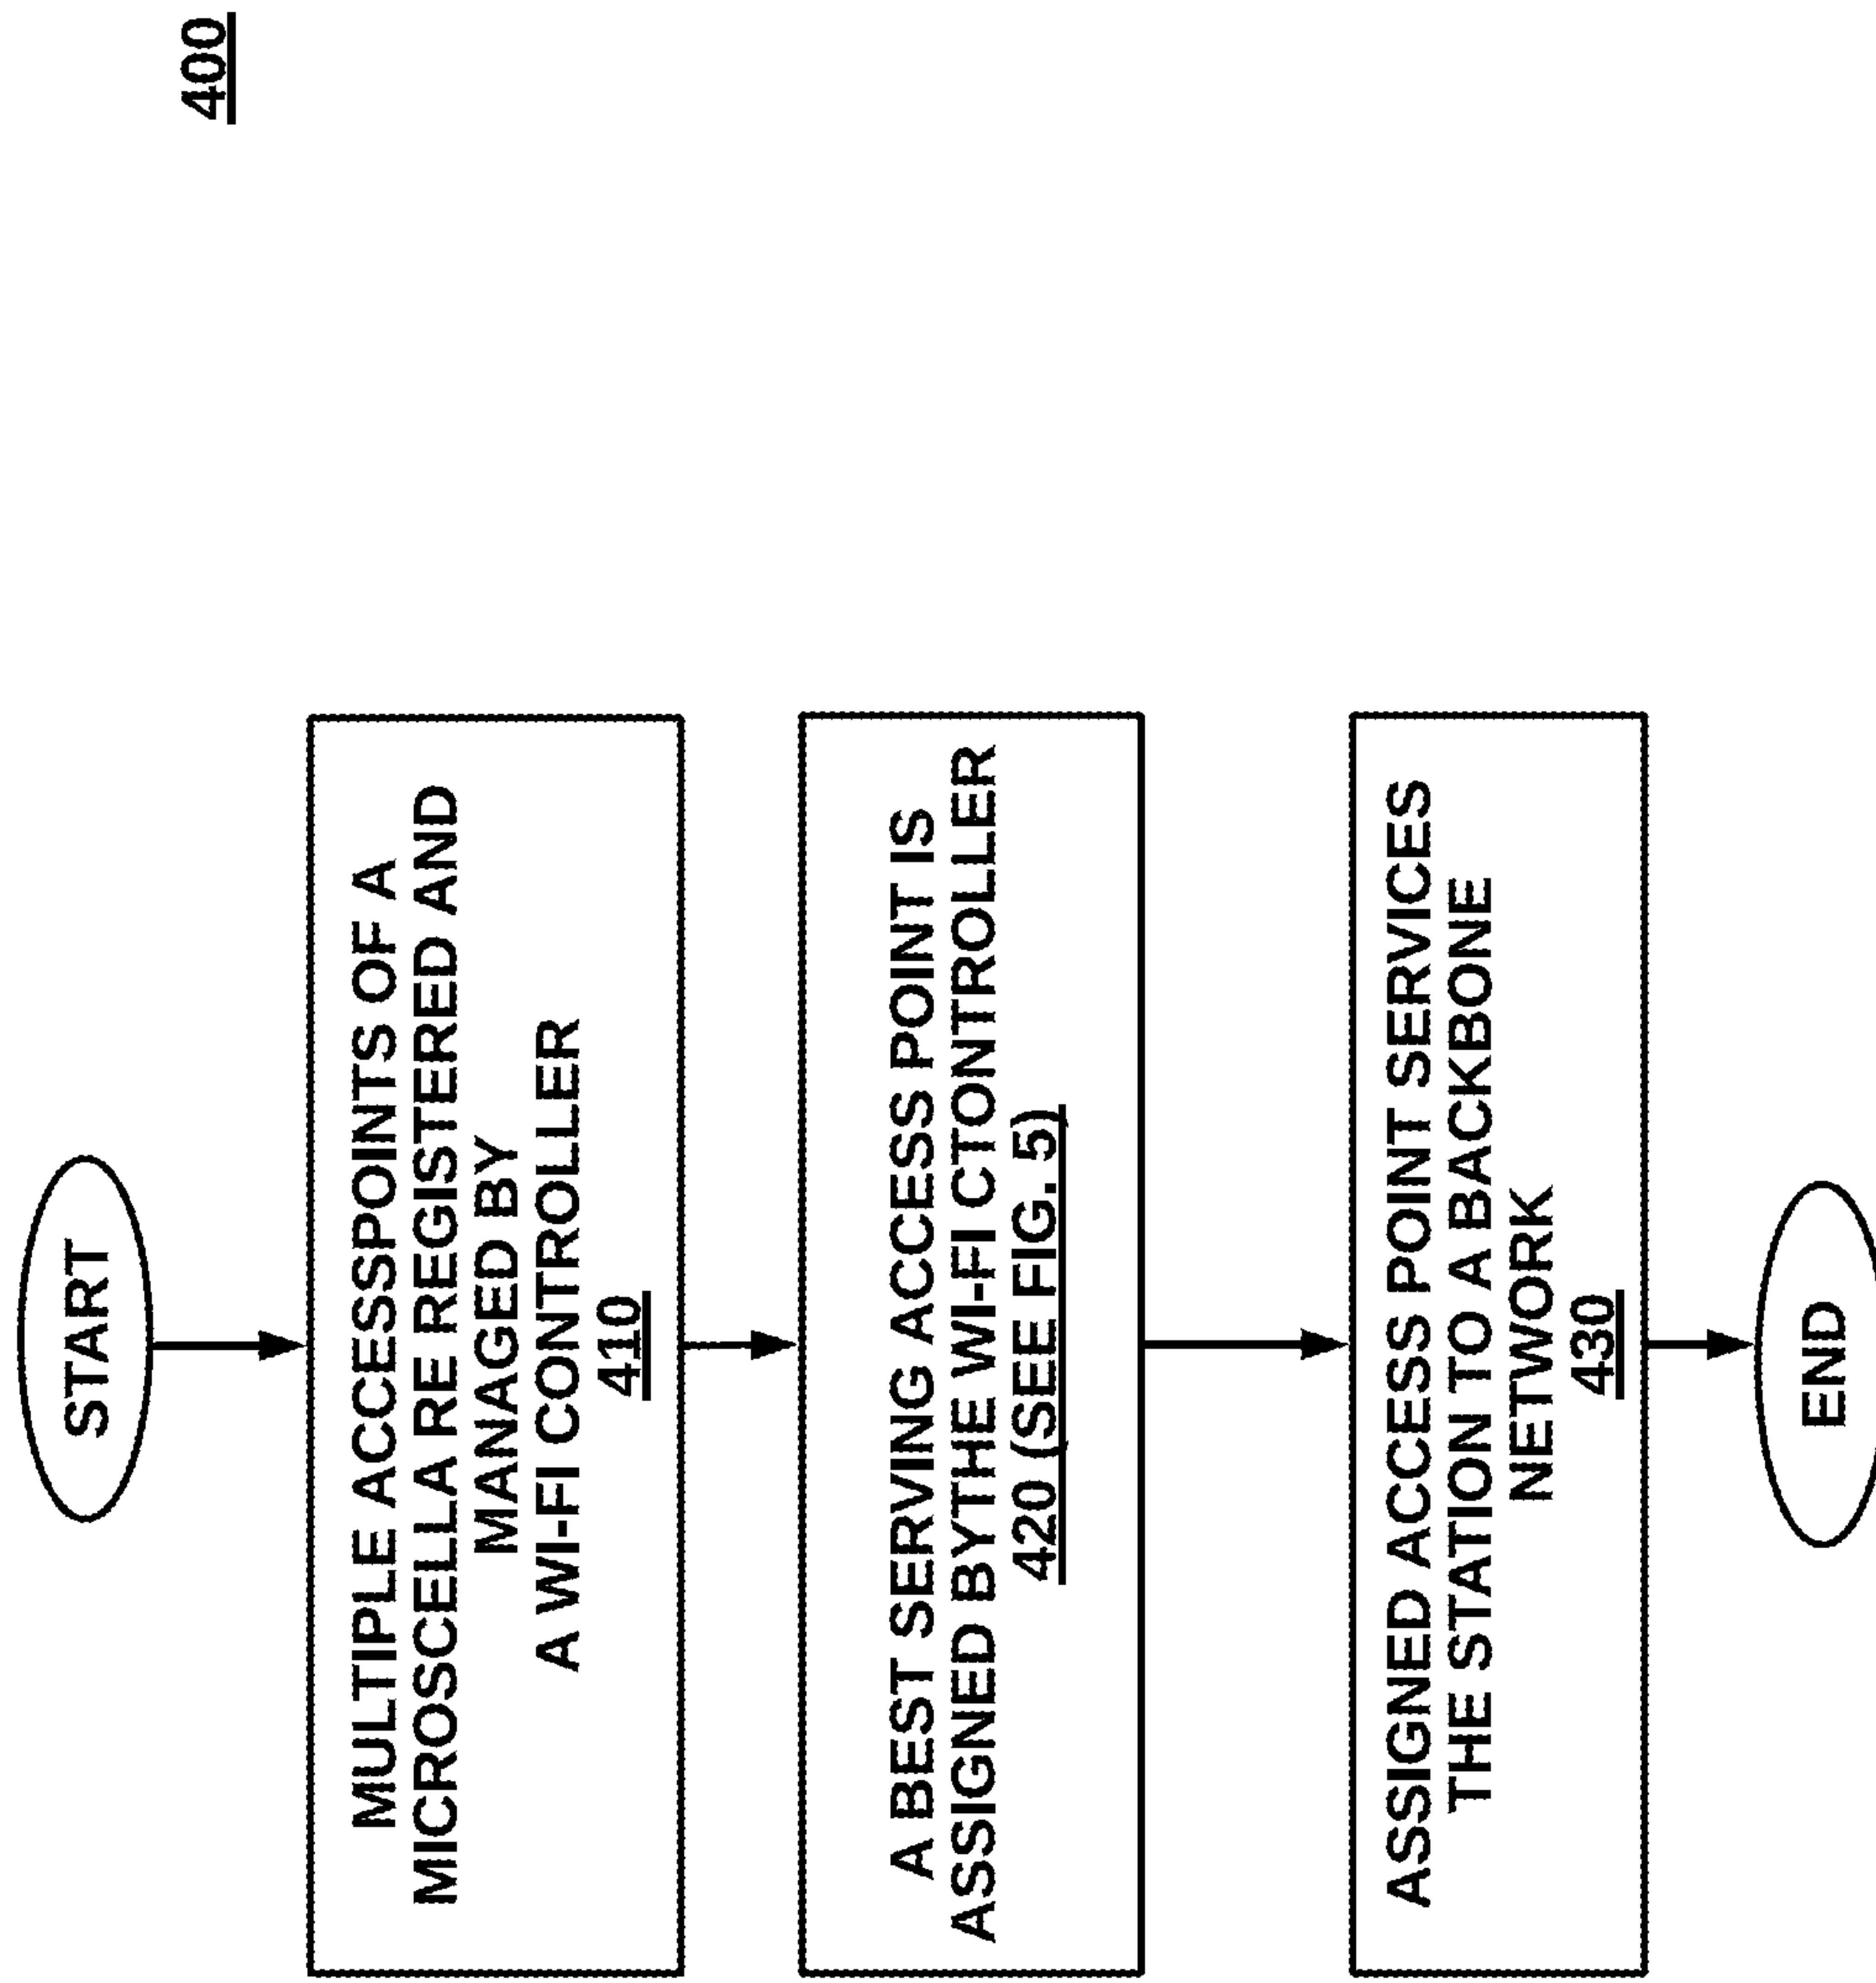 400
START
MULTIPLE ACCESSPOINTS OF A
MICROSCELLA RE REGISTERED AND
MANAGED BY
A WI-FI CONTROLLER
410
A BEST SERVING ACCESS POINT IS
ASSIGNED BYTHE WI-FI CTONTROLLER
420 (SEE FIG. 5)
ASSIGNED ACCESS POINT SERVICES
THE STATION TO A BACKBONE
NETWORK
430
END